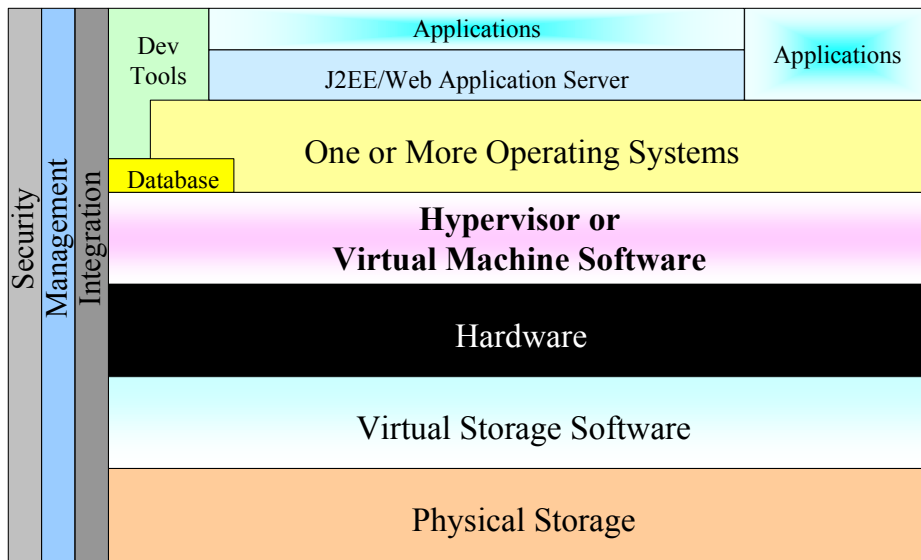 Security
Management
Integration
Dev
Tools
Applications
J2EE/Web Application Server
Applications
One or More Operating Systems
Database
Hypervisor or
Virtual Machine Software
Hardware
Virtual Storage Software
Physical Storage